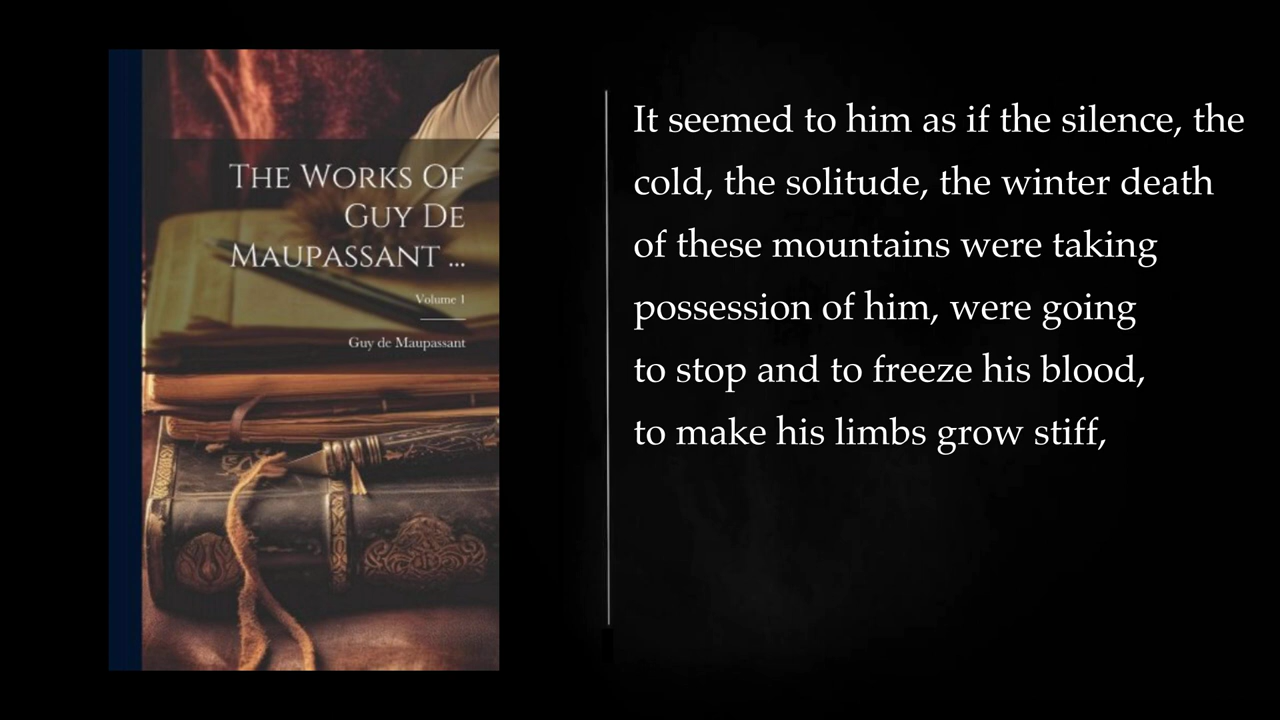 The Works Of
Guy De
Maupassant ...
Volume 1
Guy de Maupassant
It seemed to him as if the silence, the
cold, the solitude, the winter death
of these mountains were taking
possession of him, were going
to stop and to freeze his blood,
to make his limbs grow stiff,